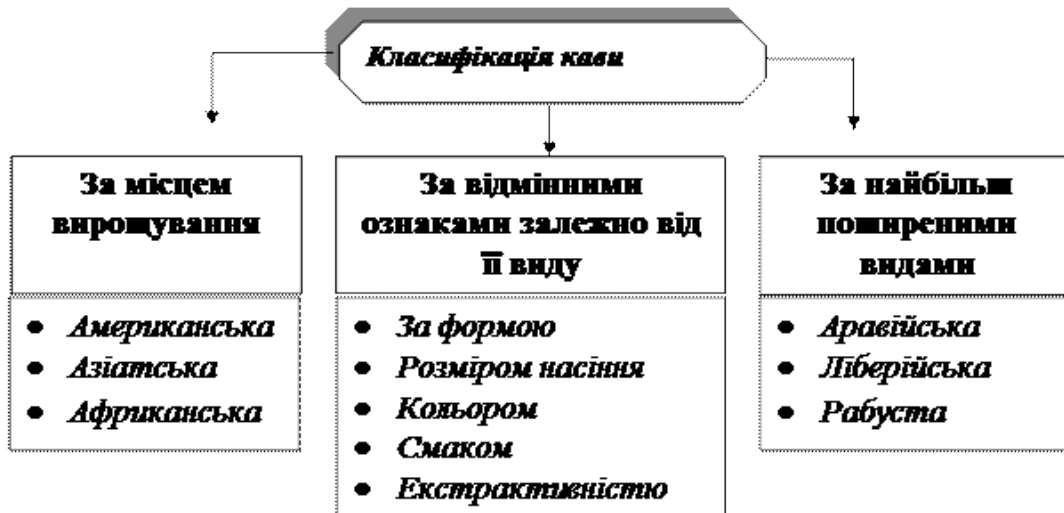 Класифікація кави
За місцем
вирощування
● Американська
● Азіатська
● Африканська
За відмінними
ознаками залежно від
її виду
● За формою
● Розміром насіння
● Кольором
● Смаком
● Екстрактивністю
За найбільш
поширеними
видами
● Аравійська
● Ліберійська
● Рабуста